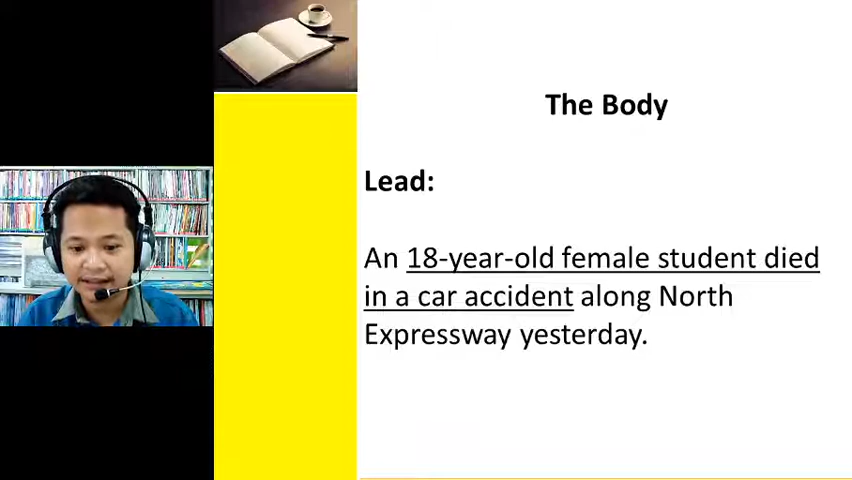 The Body
Lead:
An 18-year-old female student died
in a car accident along North
Expressway yesterday.